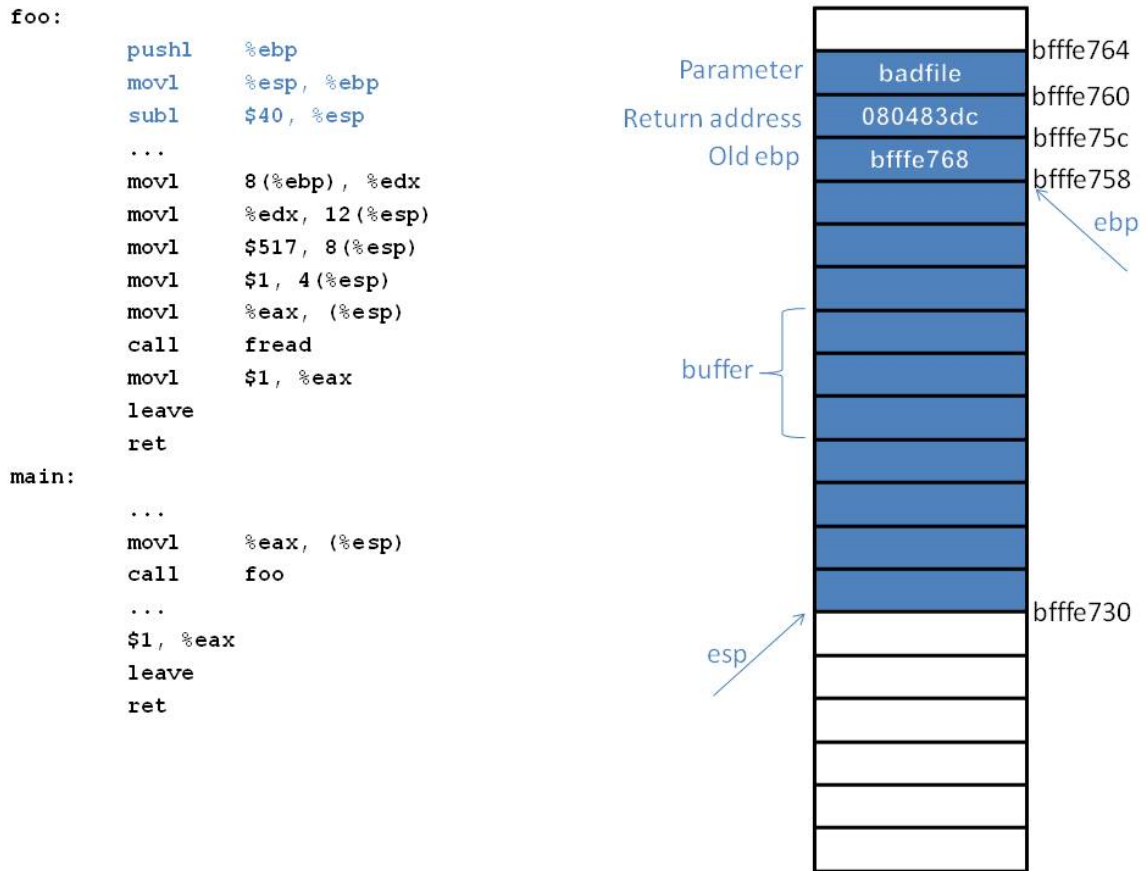 foo:
pushl %ebp
movl %esp, %ebp
subl $40, %esp
...
movl 8(%ebp), %edx
movl %edx, 12(%esp)
movl $517, 8(%esp)
movl $1, 4(%esp)
movl %eax, (%esp)
call fread
movl $1, %eax
leave
ret
main:
...
movl %eax, (%esp)
call foo
...
$1, %eax
leave
ret
bfffe764
Parameter badfile
bfffe760
Return address 080483dc
bfffe75c
Old ebp bfffe768
bfffe758
ebp
buffer
bfffe730
esp